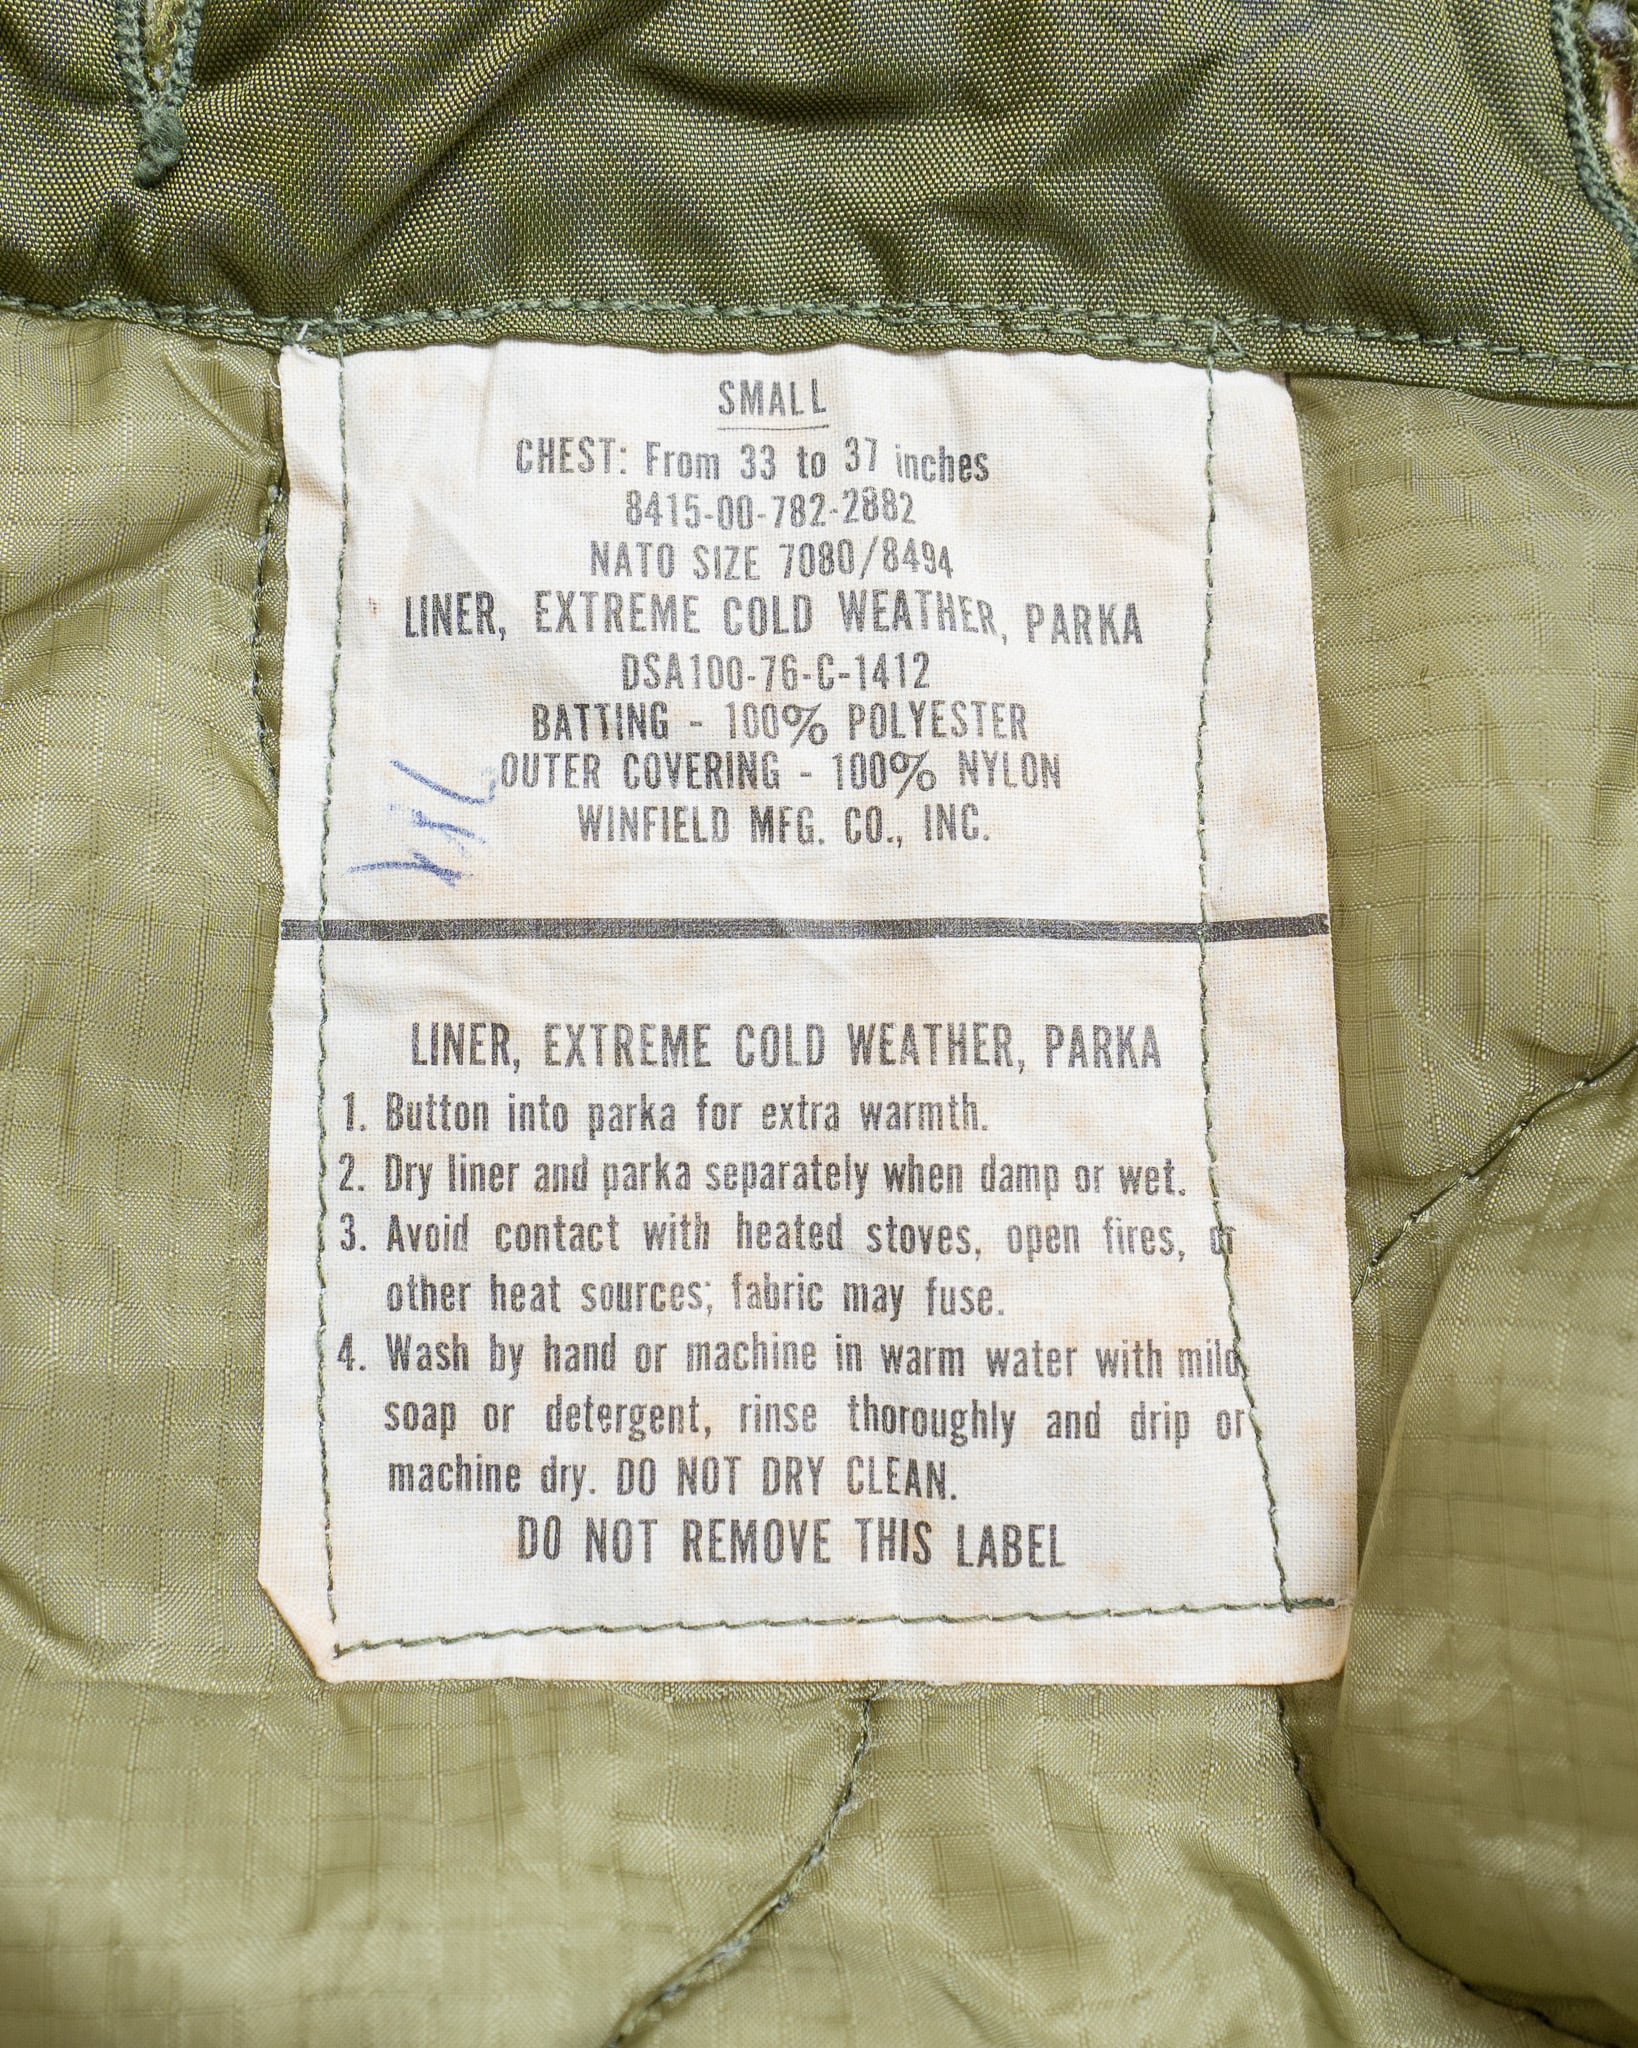 SMALL
CHEST: From 33 to 37 inches
8415-00-782-2882
NATO SIZE 7080/8494
LINER, EXTREME COLD WEATHER, PARKA
DSA100-76-C-1412
BATTING - 100% POLYESTER
OUTER COVERING - 100% NYLON
WINFIELD MFG. CO., INC.
LINER, EXTREME COLD WEATHER, PARKA
1. Button into parka for extra warmth.
2. Dry liner and parka separately when damp or wet.
3. Avoid contact with heated stoves, open fires, or
other heat sources; fabric may fuse.
4. Wash by hand or machine in warm water with mild
soap or detergent, rinse thoroughly and drip or
machine dry. DO NOT DRY CLEAN.
DO NOT REMOVE THIS LABEL